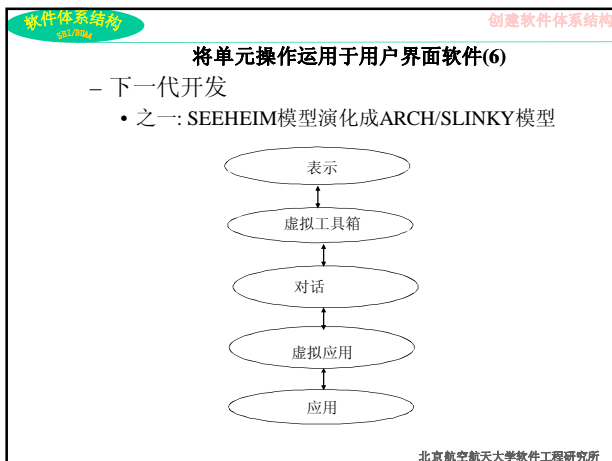 软件体系结构
SEI/BUAA
创建软件体系结构
将单元操作运用于用户界面软件(6)
– 下一代开发
• 之一: SEEHEIM模型演化成ARCH/SLINKY模型
表示
虚拟工具箱
对话
虚拟应用
应用
北京航空航天大学软件工程研究所